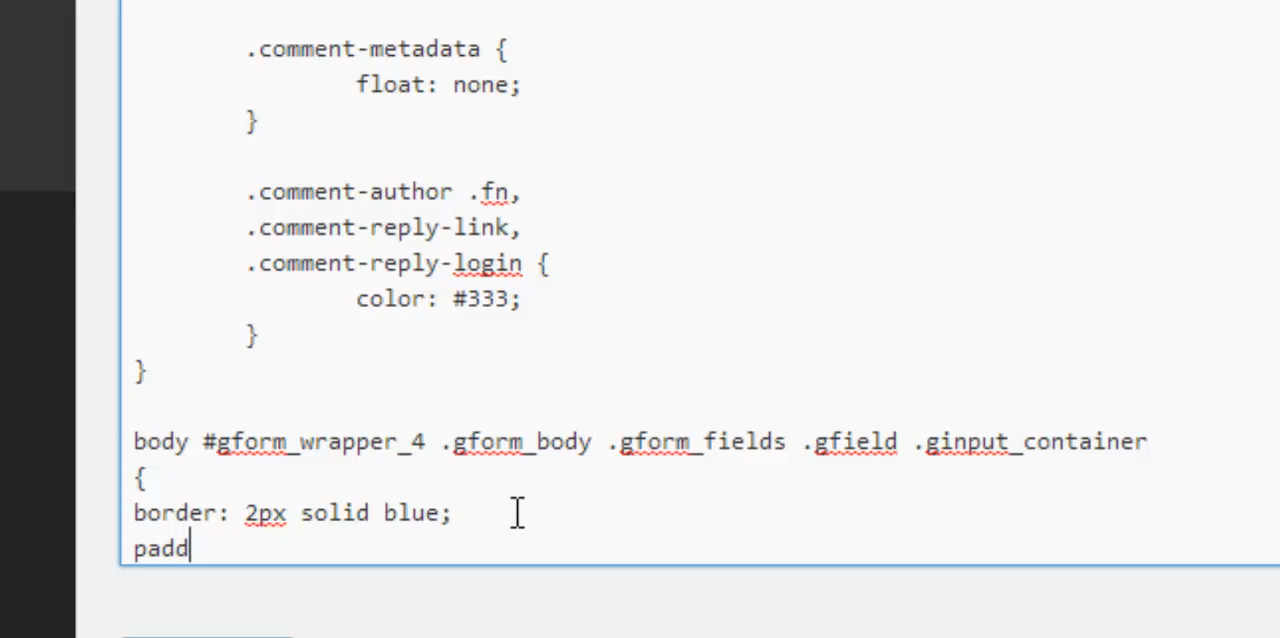 .comment-metadata {
float: none;
}
.comment-author .fn,
.comment-reply-link,
.comment-reply-login {
color: #333;
}
}
body #gform_wrapper_4 .gform_body .gform_fields .gfield .ginput_container
{
border: 2px solid blue;
padd